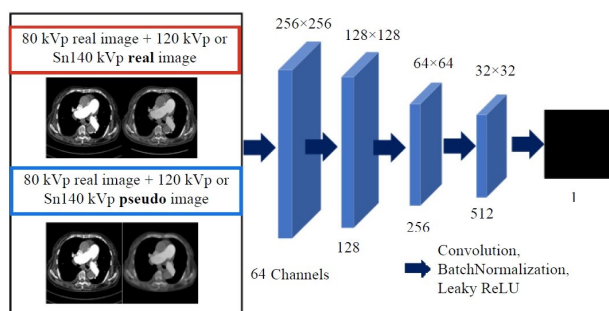 80 kVp real image + 120 kVp or
Sn140 kVp real image
80 kVp real image + 120 kVp or
Sn140 kVp pseudo image
256×256
128×128
64×64
32×32
64 Channels
128
256
512
1
Convolution,
BatchNormalization,
Leaky ReLU